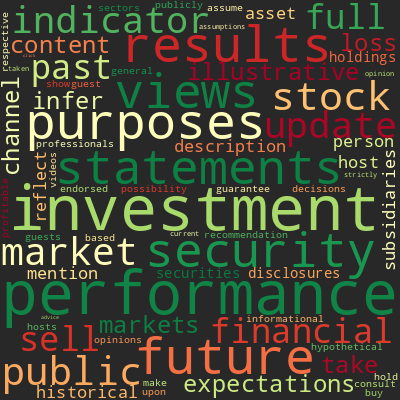 sectors publicly assume asset full
indicator
assumptions
respective
content results loss
taken past general illustrative holdings
short showguest opinion
channel infer views stock
purposes update
professionals description person
videos statements host
reflect endorsed possibility guarantee decisions strictly
profitable investment subsidiaries
guests based current recommendation
market security
mention securities disclosures
performance
advice informational
hosts markets financial
sell opinions hypothetical
public future take hold
make expectations consult
historical upon buy